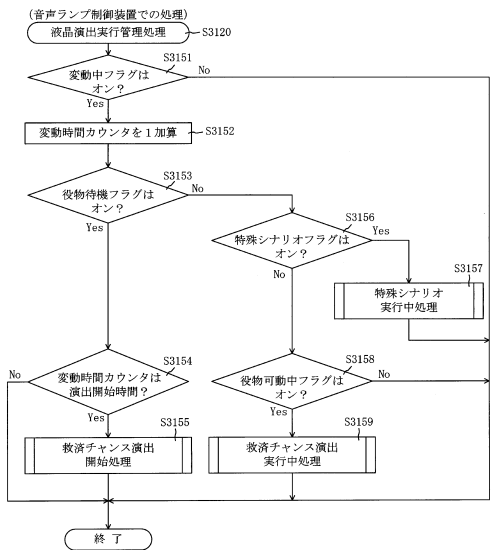 (音声ランプ制御装置での処理)
液晶演出実行管理処理
S3120
S3151
変動中フラグは
オン?
No
Yes
変動時間カウンタを1加算
S3152
S3153
役物待機フラグは
オン?
No
Yes
S3156
特殊シナリオフラグは
オン?
Yes
No
S3157
特殊シナリオ
実行中処理
S3154
変動時間カウンタは
演出開始時間?
No
Yes
S3158
役物可動中フラグは
オン?
No
Yes
S3155
救済チャンス演出
開始処理
S3159
救済チャンス演出
実行中処理
終了